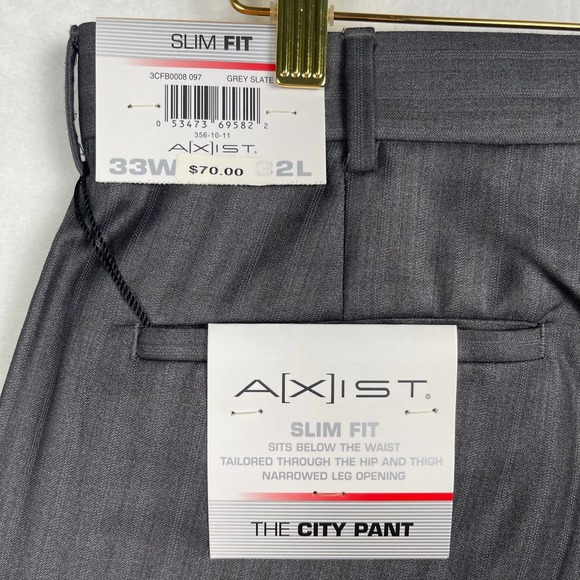 SLIM FIT
3CFB0008 097 GREY SLATE
0 53473 69582 2
356-10-11
A[X]IST®
33W $70.00 32L
A[X]IST®
SLIM FIT
SITS BELOW THE WAIST
TAILORED THROUGH THE HIP AND THIGH
NARROWED LEG OPENING
THE CITY PANT